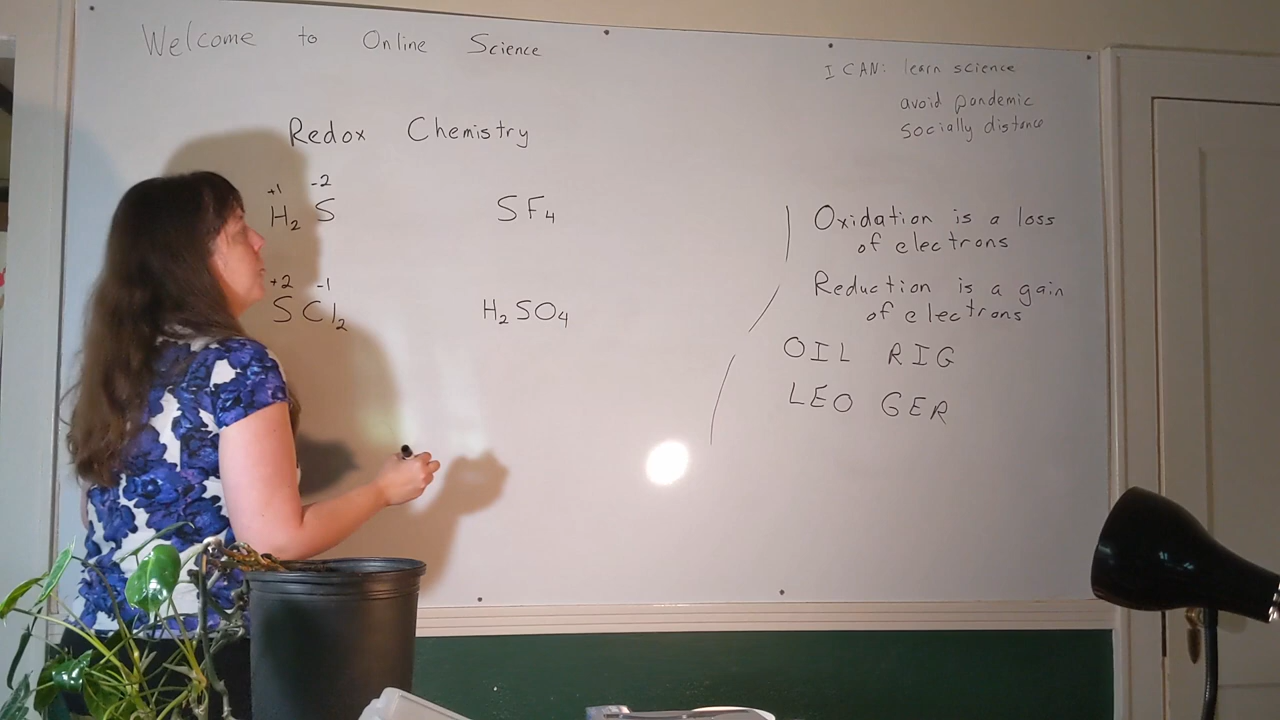 Welcome to Online Science
I CAN: learn science
avoid pandemic
socially distance
Redox Chemistry
+1 -2
H₂ S
SF₄
+2 -1
S Cl₂
H₂SO₄
Oxidation is a loss
of electrons
Reduction is a gain
of electrons
OIL RIG
LEO GER